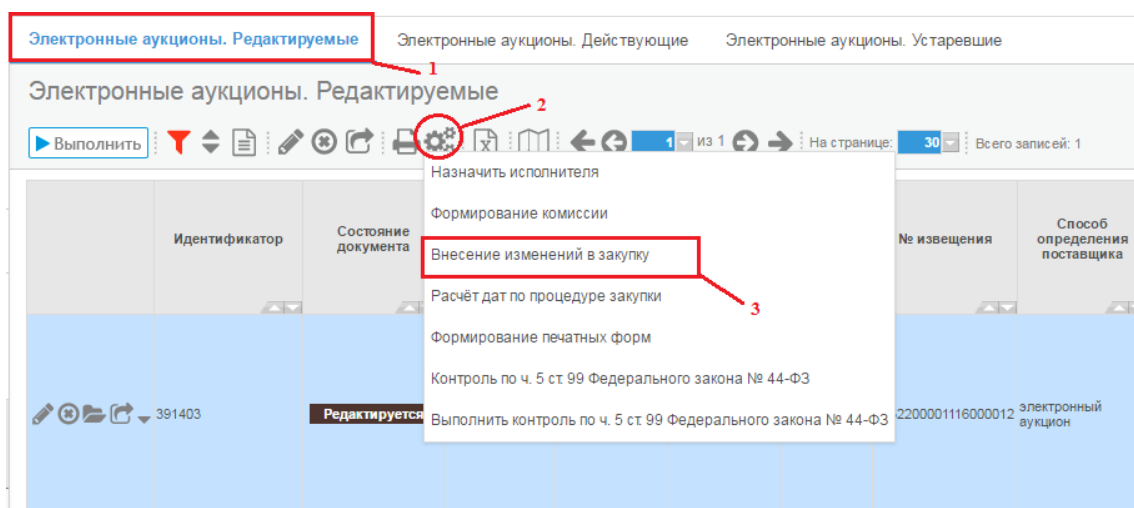 Электронные аукционы. Редактируемые Электронные аукционы. Действующие Электронные аукционы. Устаревшие
1
Электронные аукционы. Редактируемые
2
Выполнить 1 из 1 На странице: 30 Всего записей: 1
Назначить исполнителя
Формирование комиссии
Внесение изменений в закупку
3
Расчёт дат по процедуре закупки
Формирование печатных форм
Контроль по ч. 5 ст. 99 Федерального закона № 44-ФЗ
Выполнить контроль по ч. 5 ст. 99 Федерального закона № 44-ФЗ
Идентификатор
Состояние
документа
№ извещения
Способ
определения
поставщика
391403
Редактируется
2200001116000012
электронный
аукцион